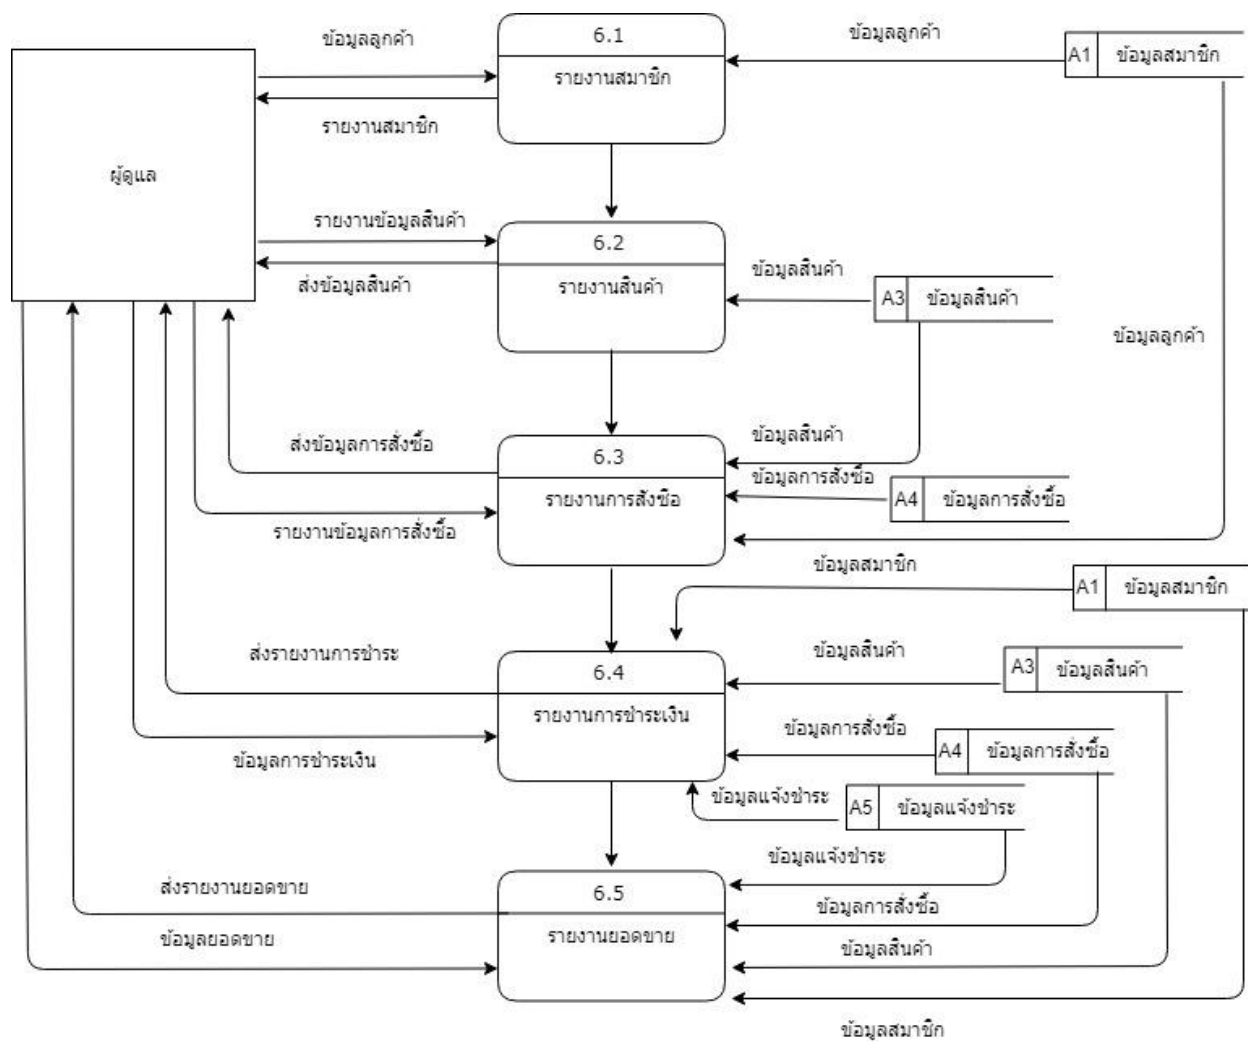 ข้อมูลลูกค้า
6.1
ข้อมูลลูกค้า
A1 ข้อมูลสมาชิก
รายงานสมาชิก
รายงานสมาชิก
ผู้ดูแล
รายงานข้อมูลสินค้า
6.2
ส่งข้อมูลสินค้า
รายงานสินค้า
ข้อมูลสินค้า
A3 ข้อมูลสินค้า
ข้อมูลลูกค้า
ส่งข้อมูลการสั่งซื้อ
6.3
ข้อมูลสินค้า
ข้อมูลการสั่งซื้อ
รายงานการสั่งซื้อ
A4 ข้อมูลการสั่งซื้อ
รายงานข้อมูลการสั่งซื้อ
ข้อมูลสมาชิก
A1 ข้อมูลสมาชิก
ส่งรายงานการชำระ
6.4
ข้อมูลสินค้า
A3 ข้อมูลสินค้า
รายงานการชำระเงิน
ข้อมูลการสั่งซื้อ
A4 ข้อมูลการสั่งซื้อ
ข้อมูลการชำระเงิน
ข้อมูลแจ้งชำระ
A5 ข้อมูลแจ้งชำระ
ข้อมูลแจ้งชำระ
ส่งรายงานยอดขาย
6.5
ข้อมูลการสั่งซื้อ
ข้อมูลยอดขาย
รายงานยอดขาย
ข้อมูลสินค้า
ข้อมูลสมาชิก